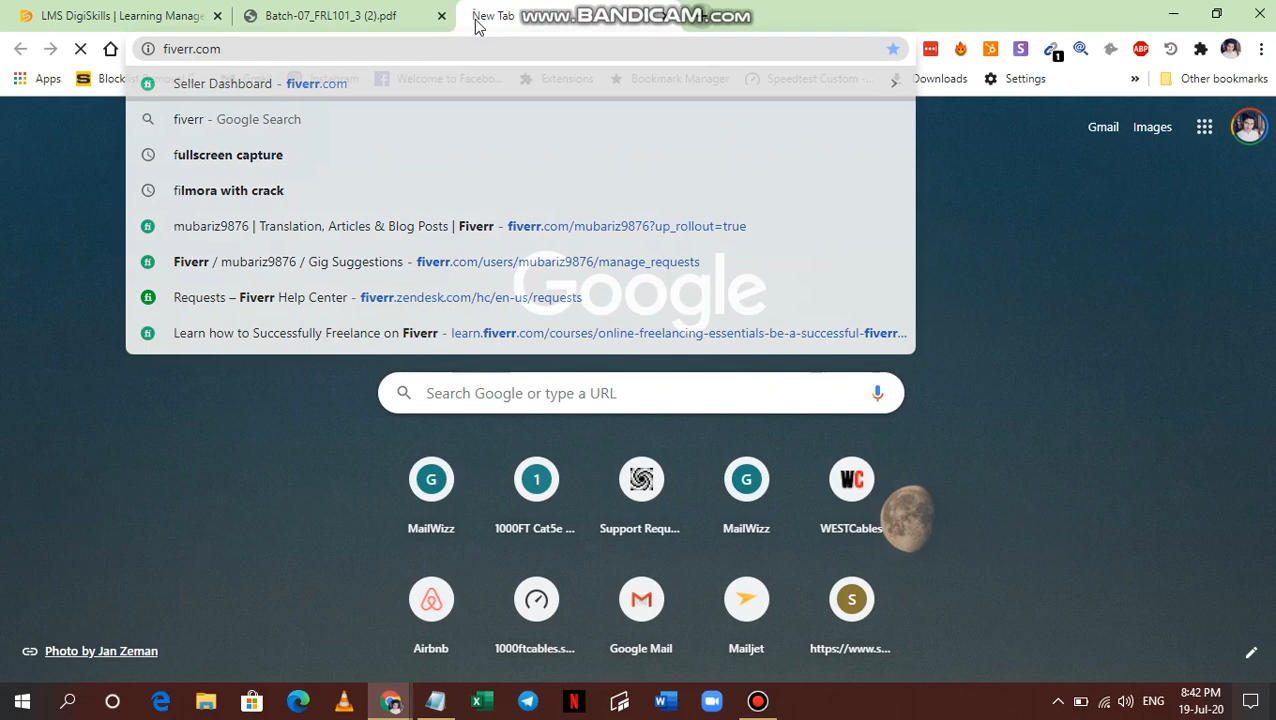 LMS DigiSkills | Learning Manage
Batch-07_FRL101_3 (2).pdf
New Tab
www.BANDICAM.com
fiverr.com
Apps
Extensions
Bookmark Manager
Speedtest Custom -...
Downloads
Settings
Other bookmarks
Seller Dashboard - fiverr.com
fiverr - Google Search
fullscreen capture
filmora with crack
mubariz9876 | Translation, Articles & Blog Posts | Fiverr - fiverr.com/mubariz9876?up_rollout=true
Fiverr / mubariz9876 / Gig Suggestions - fiverr.com/users/mubariz9876/manage_requests
Requests – Fiverr Help Center - fiverr.zendesk.com/hc/en-us/requests
Learn how to Successfully Freelance on Fiverr - learn.fiverr.com/courses/online-freelancing-essentials-be-a-successful-fiverr...
Gmail
Images
Google
Search Google or type a URL
MailWizz
1000FT Cat5e ...
Support Requ...
MailWizz
WESTCables
Airbnb
1000ftcables.s...
Google Mail
Mailjet
https://www.s...
Photo by Jan Zeman
ENG
8:42 PM
19-Jul-20